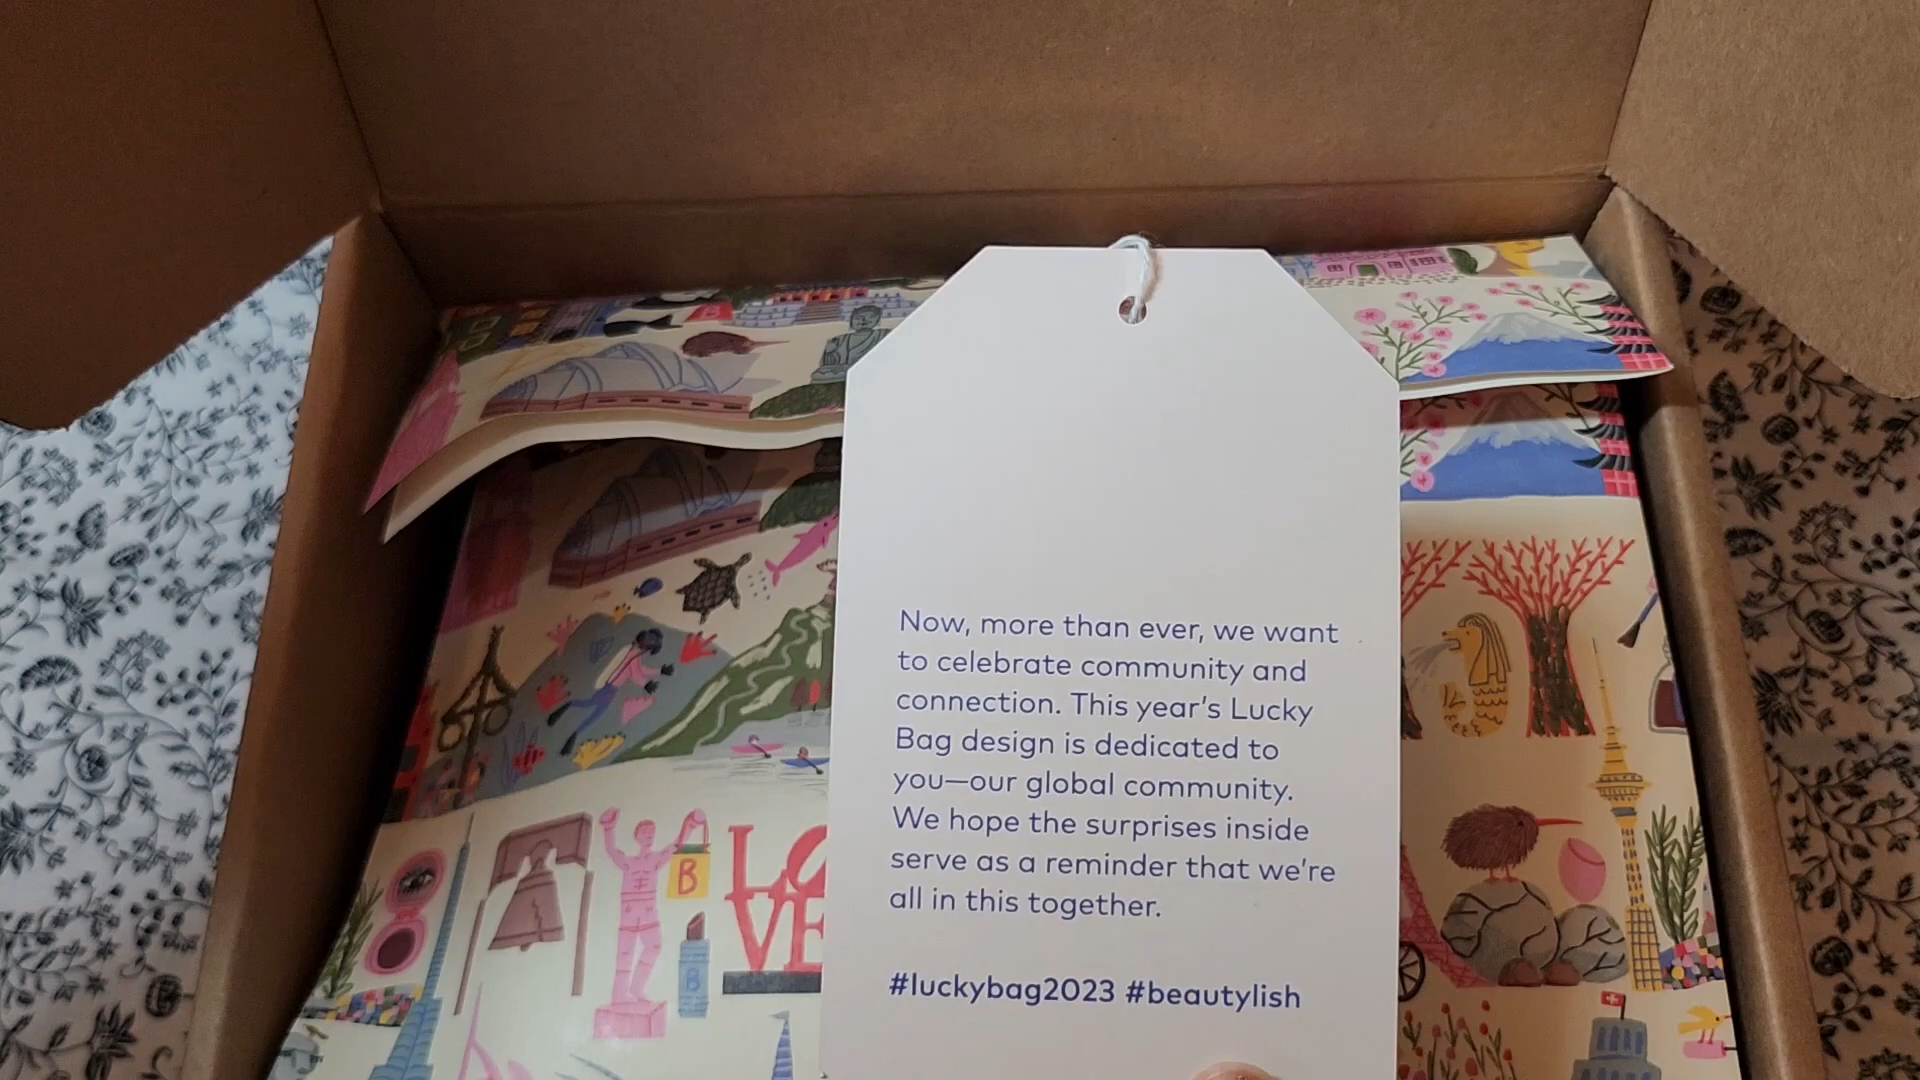 Now, more than ever, we want
to celebrate community and
connection. This year's Lucky
Bag design is dedicated to
you—our global community.
We hope the surprises inside
serve as a reminder that we're
all in this together.
#luckybag2023 #beautylish
B
B
B
LO
VE